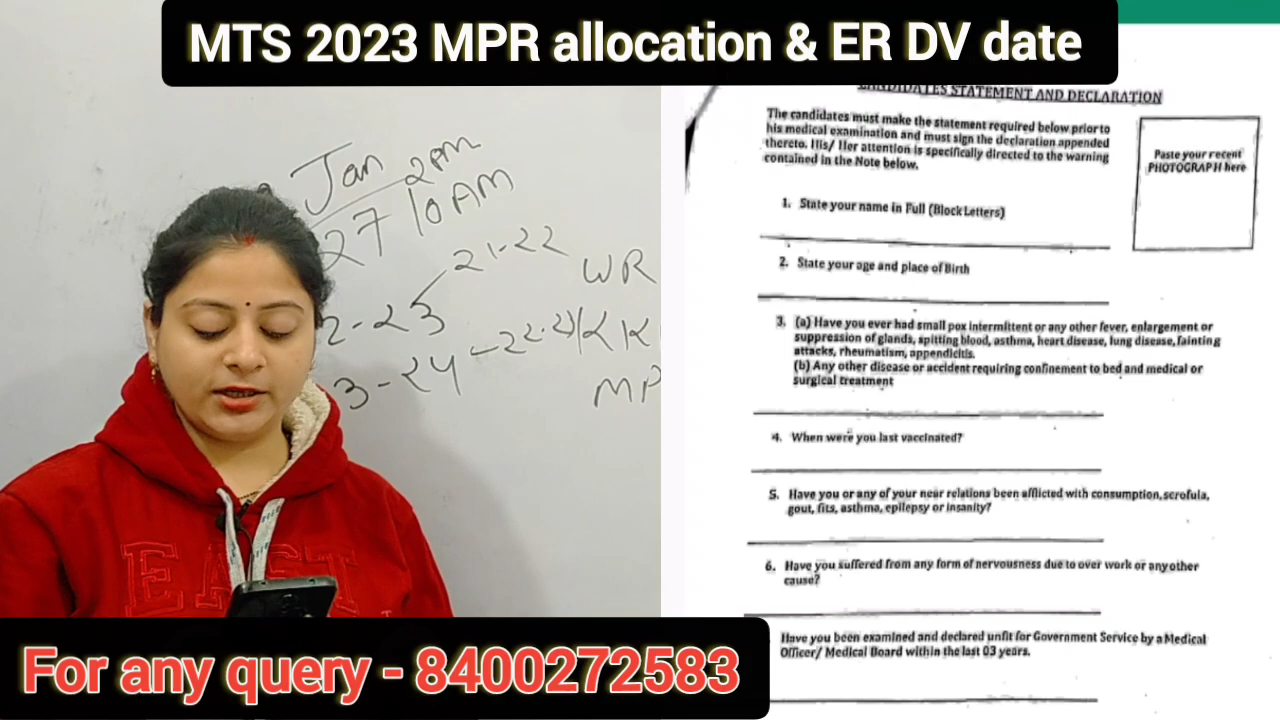 MTS 2023 MPR allocation & ER DV date
Jan 2PM
27 10AM
21-22
WR
2-23
3-24 - 22-23
MP
EAST
For any query - 8400272583
CANDIDATES STATEMENT AND DECLARATION
The candidates must make the statement required below prior to
his medical examination and must sign the declaration appended
thereto. His/ Her attention is specifically directed to the warning
contained in the Note below.
Paste your recent
PHOTOGRAPH here
1. State your name in Full (Block Letters)
2. State your age and place of Birth
3. (a) Have you ever had small pox intermittent or any other fever, enlargement or
suppression of glands, spitting blood, asthma, heart disease, lung disease, fainting
attacks, rheumatism, appendicitis.
(b) Any other disease or accident requiring confinement to bed and medical or
surgical treatment
4. When were you last vaccinated?
5. Have you or any of your near relations been afflicted with consumption, scrofula,
gout, fits, asthma, epilepsy or insanity?
6. Have you suffered from any form of nervousness due to over work or any other
cause?
Have you been examined and declared unfit for Government Service by a Medical
Officer/ Medical Board within the last 03 years.